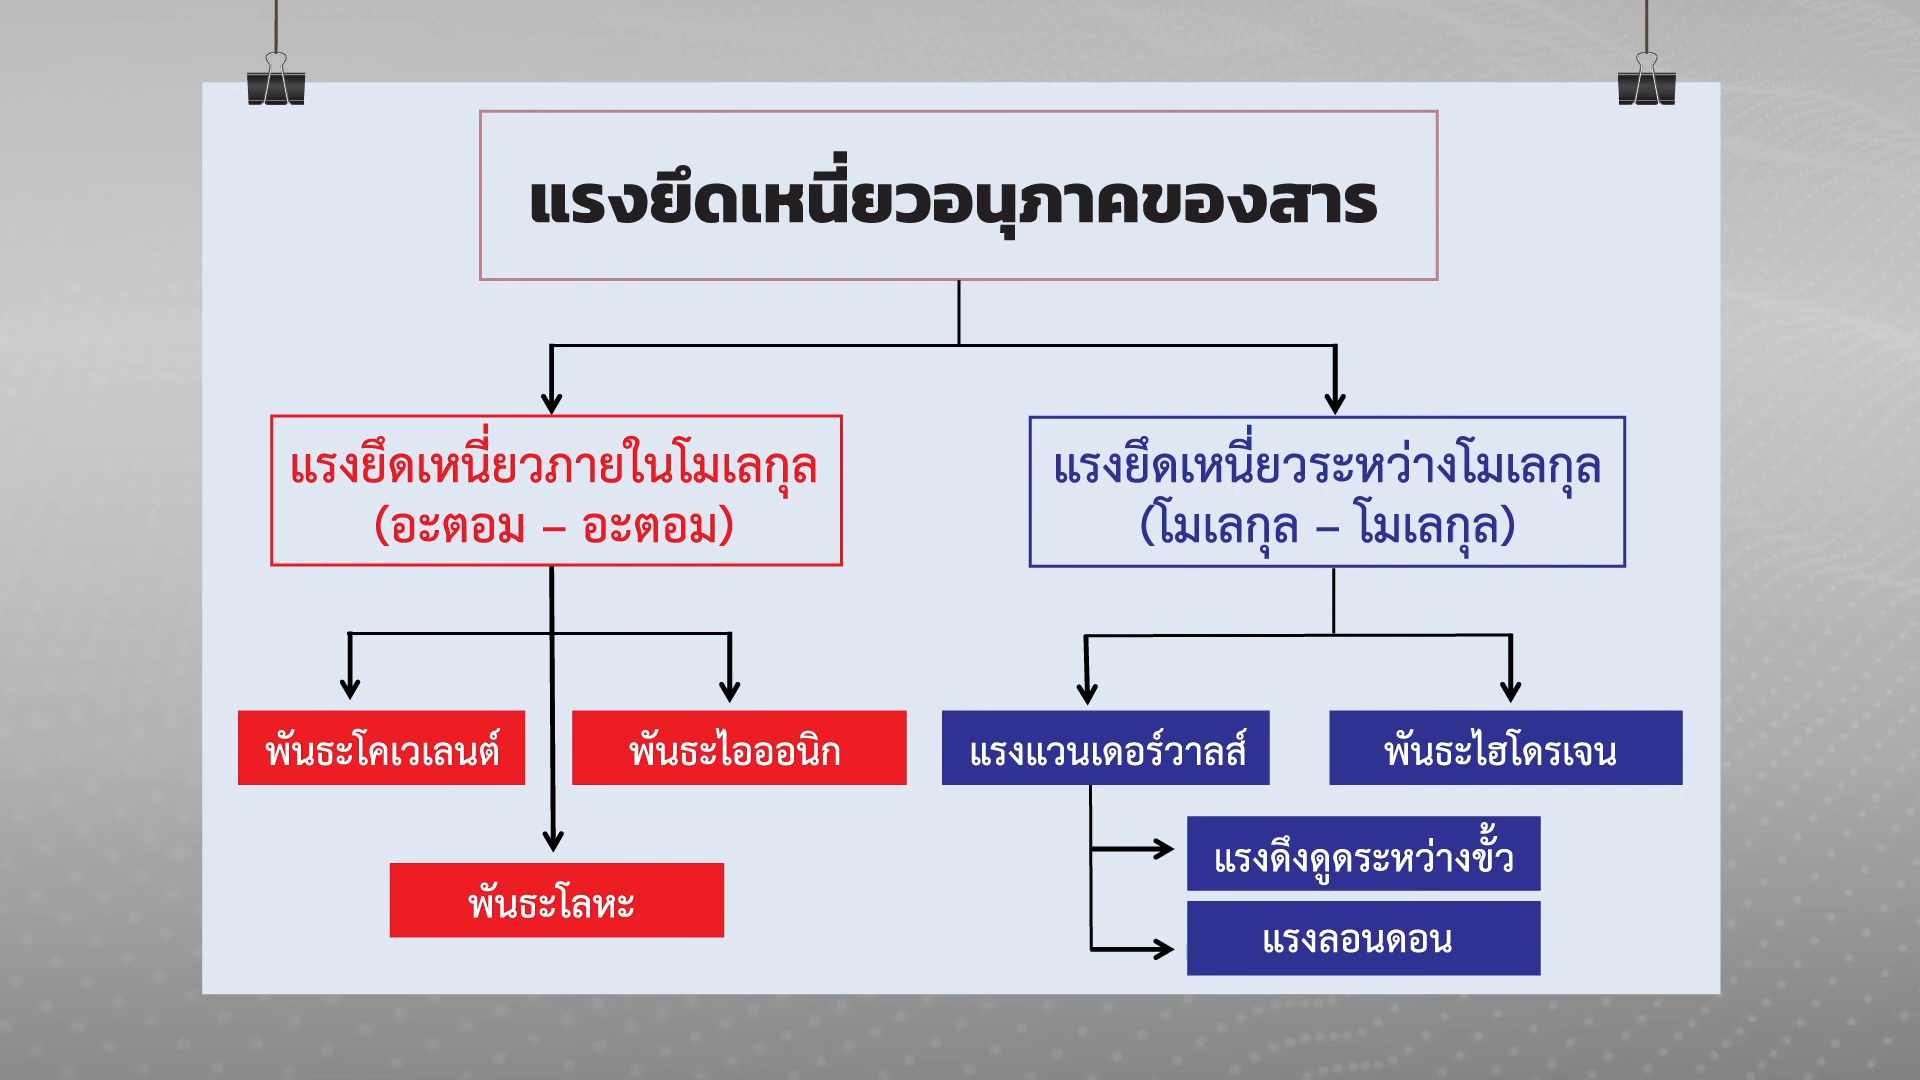 แรงยึดเหนี่ยวอนุภาคของสาร
แรงยึดเหนี่ยวภายในโมเลกุล
(อะตอม – อะตอม)
แรงยึดเหนี่ยวระหว่างโมเลกุล
(โมเลกุล – โมเลกุล)
พันธะโคเวเลนต์
พันธะไอออนิก
แรงแวนเดอร์วาลส์
พันธะไฮโดรเจน
พันธะโลหะ
แรงดึงดูดระหว่างขั้ว
แรงลอนดอน